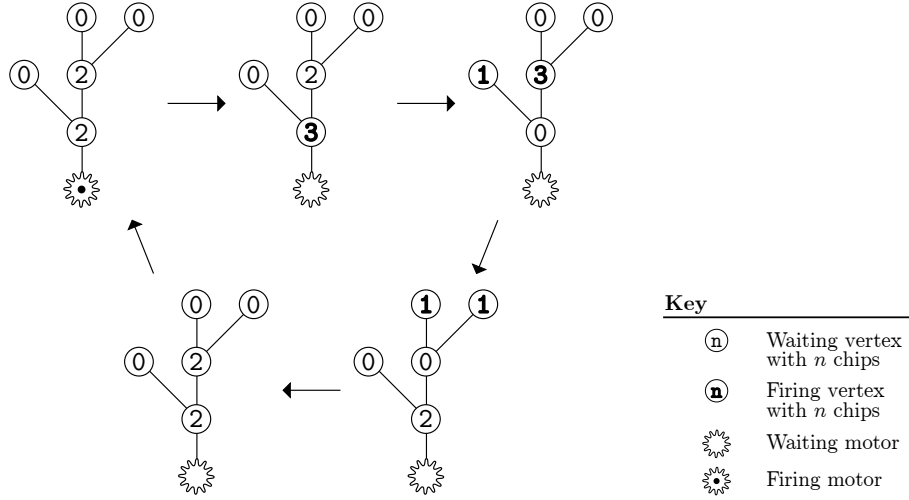 0 0
0 2
2
0 0
0 2
3
0 0
1 3
0
0 0
0 2
2
1 1
0 0
2
Key
n Waiting vertex
with n chips
n Firing vertex
with n chips
Waiting motor
Firing motor